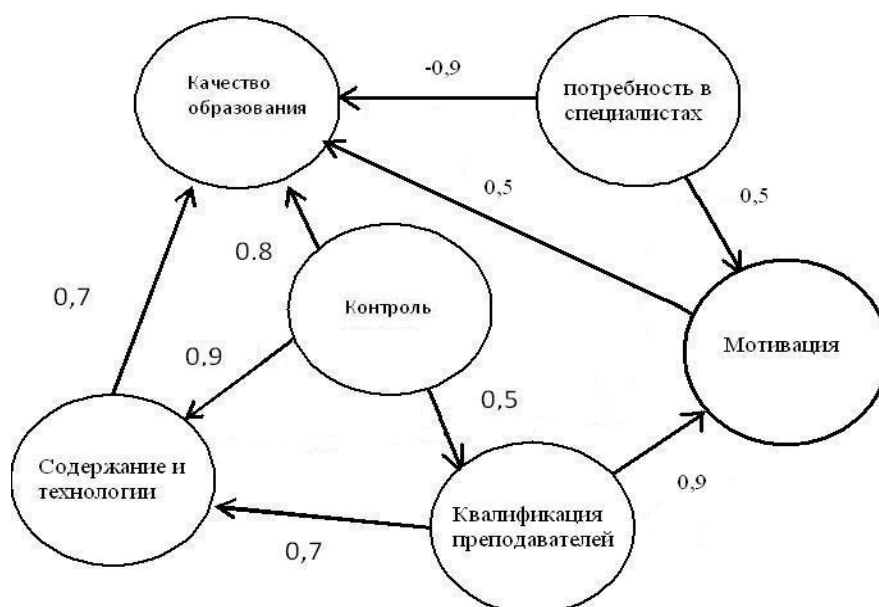 Качество
образования
-0,9
потребность в
специалистах
0,5
0,5
0.8
0,7
Контроль
0,9
Мотивация
0,5
Содержание и
технологии
0,9
Квалификация
преподавателей
0,7